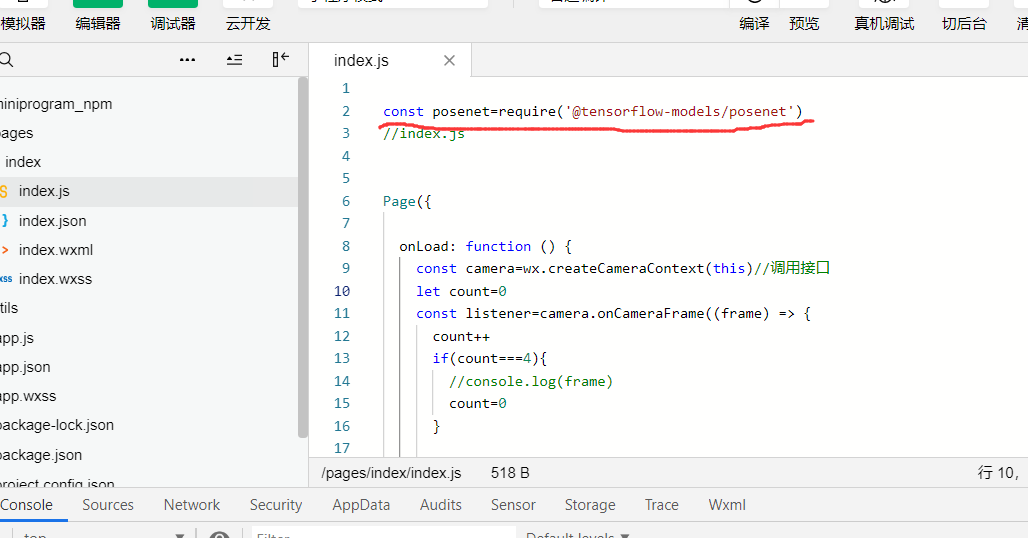 模拟器 编辑器 调试器 云开发 编译 预览 真机调试 切后台
index.js
1
2 const posenet=require('@tensorflow-models/posenet')
3 //index.js
4
5
6 Page({
7
8 onLoad: function () {
9 const camera=wx.createCameraContext(this)//调用接口
10 let count=0
11 const listener=camera.onCameraFrame((frame) => {
12 count++
13 if(count===4){
14 //console.log(frame)
15 count=0
16 }
17
miniprogram_npm
pages
index
index.js
index.json
index.wxml
index.wxss
utils
app.js
app.json
app.wxss
package-lock.json
package.json
project.config.json
/pages/index/index.js 518 B 行 10,
Console Sources Network Security AppData Audits Sensor Storage Trace Wxml
top Filter Default levels